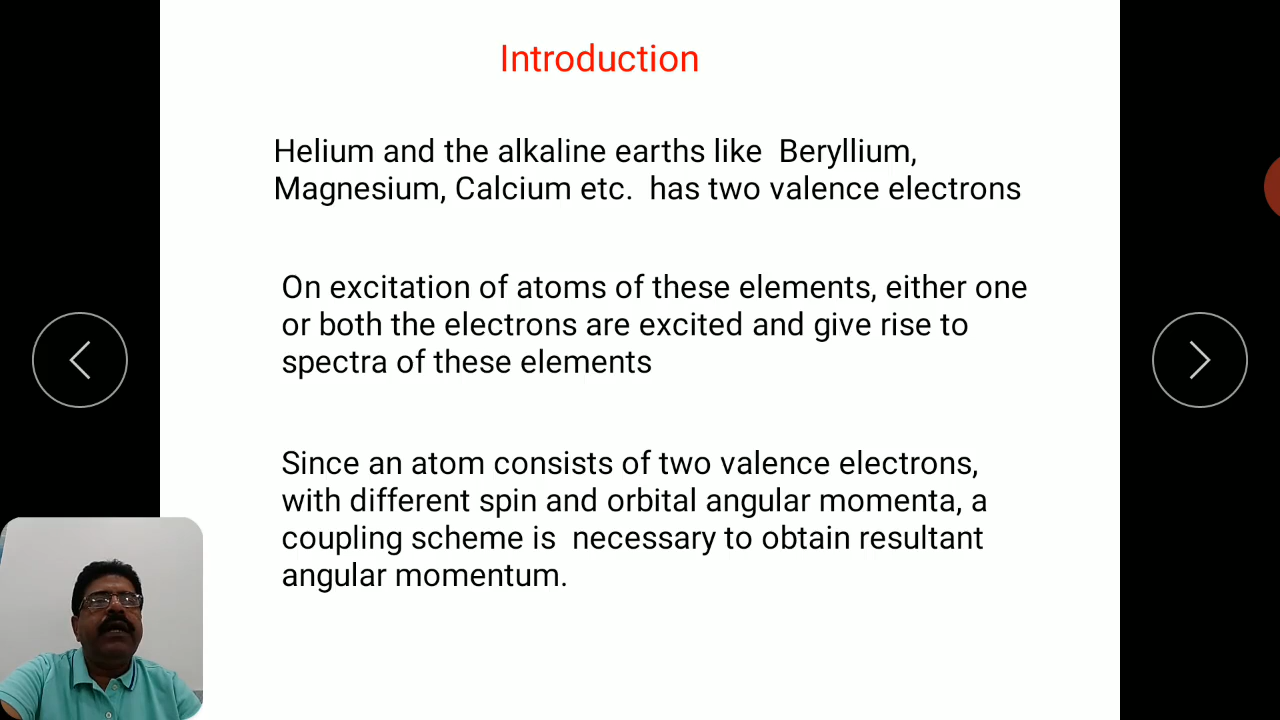 Introduction
Helium and the alkaline earths like Beryllium,
Magnesium, Calcium etc. has two valence electrons
On excitation of atoms of these elements, either one
or both the electrons are excited and give rise to
spectra of these elements
Since an atom consists of two valence electrons,
with different spin and orbital angular momenta, a
coupling scheme is necessary to obtain resultant
angular momentum.